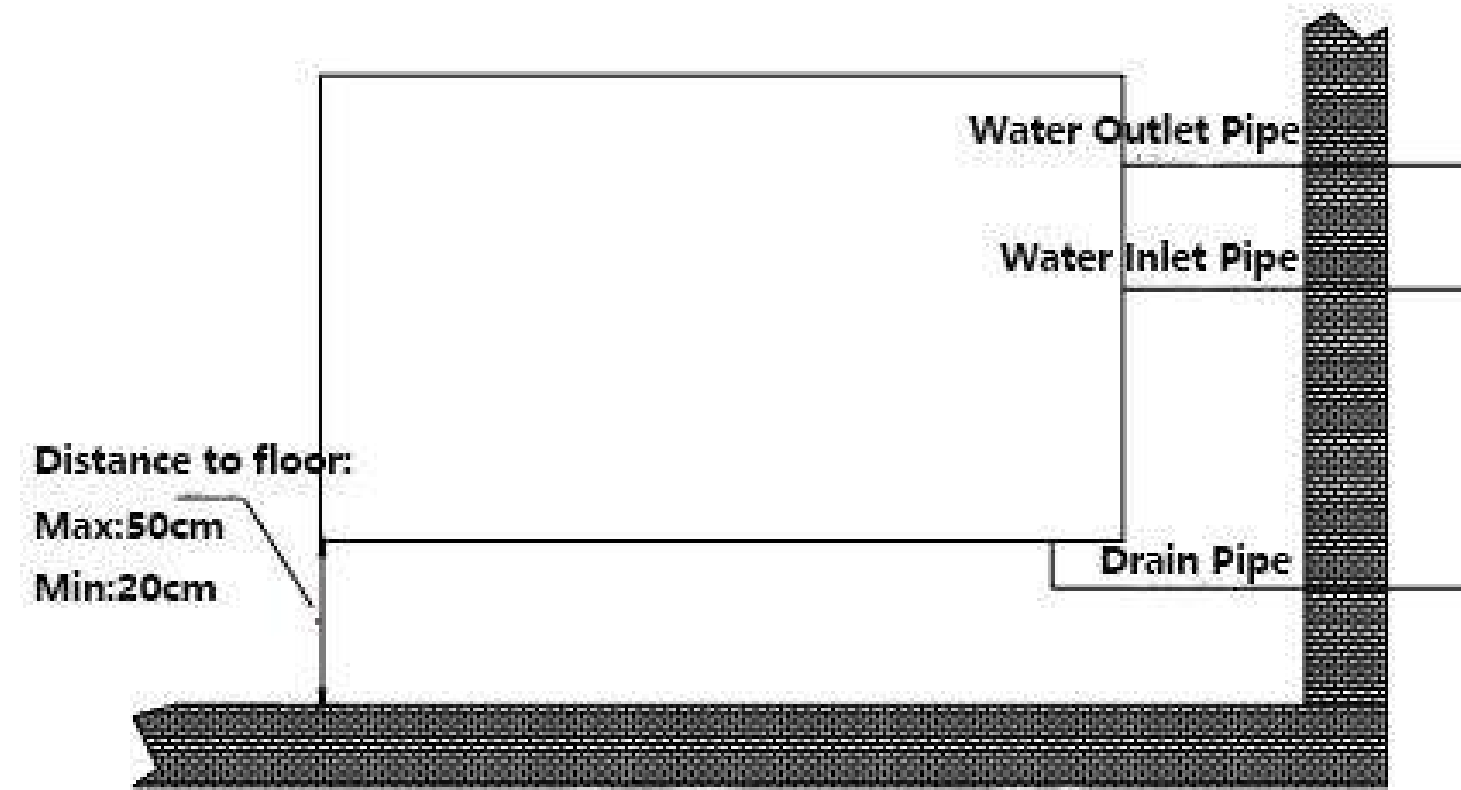 Water Outlet Pipe
Water Inlet Pipe
Distance to floor:
Max:50cm
Min:20cm
Drain Pipe